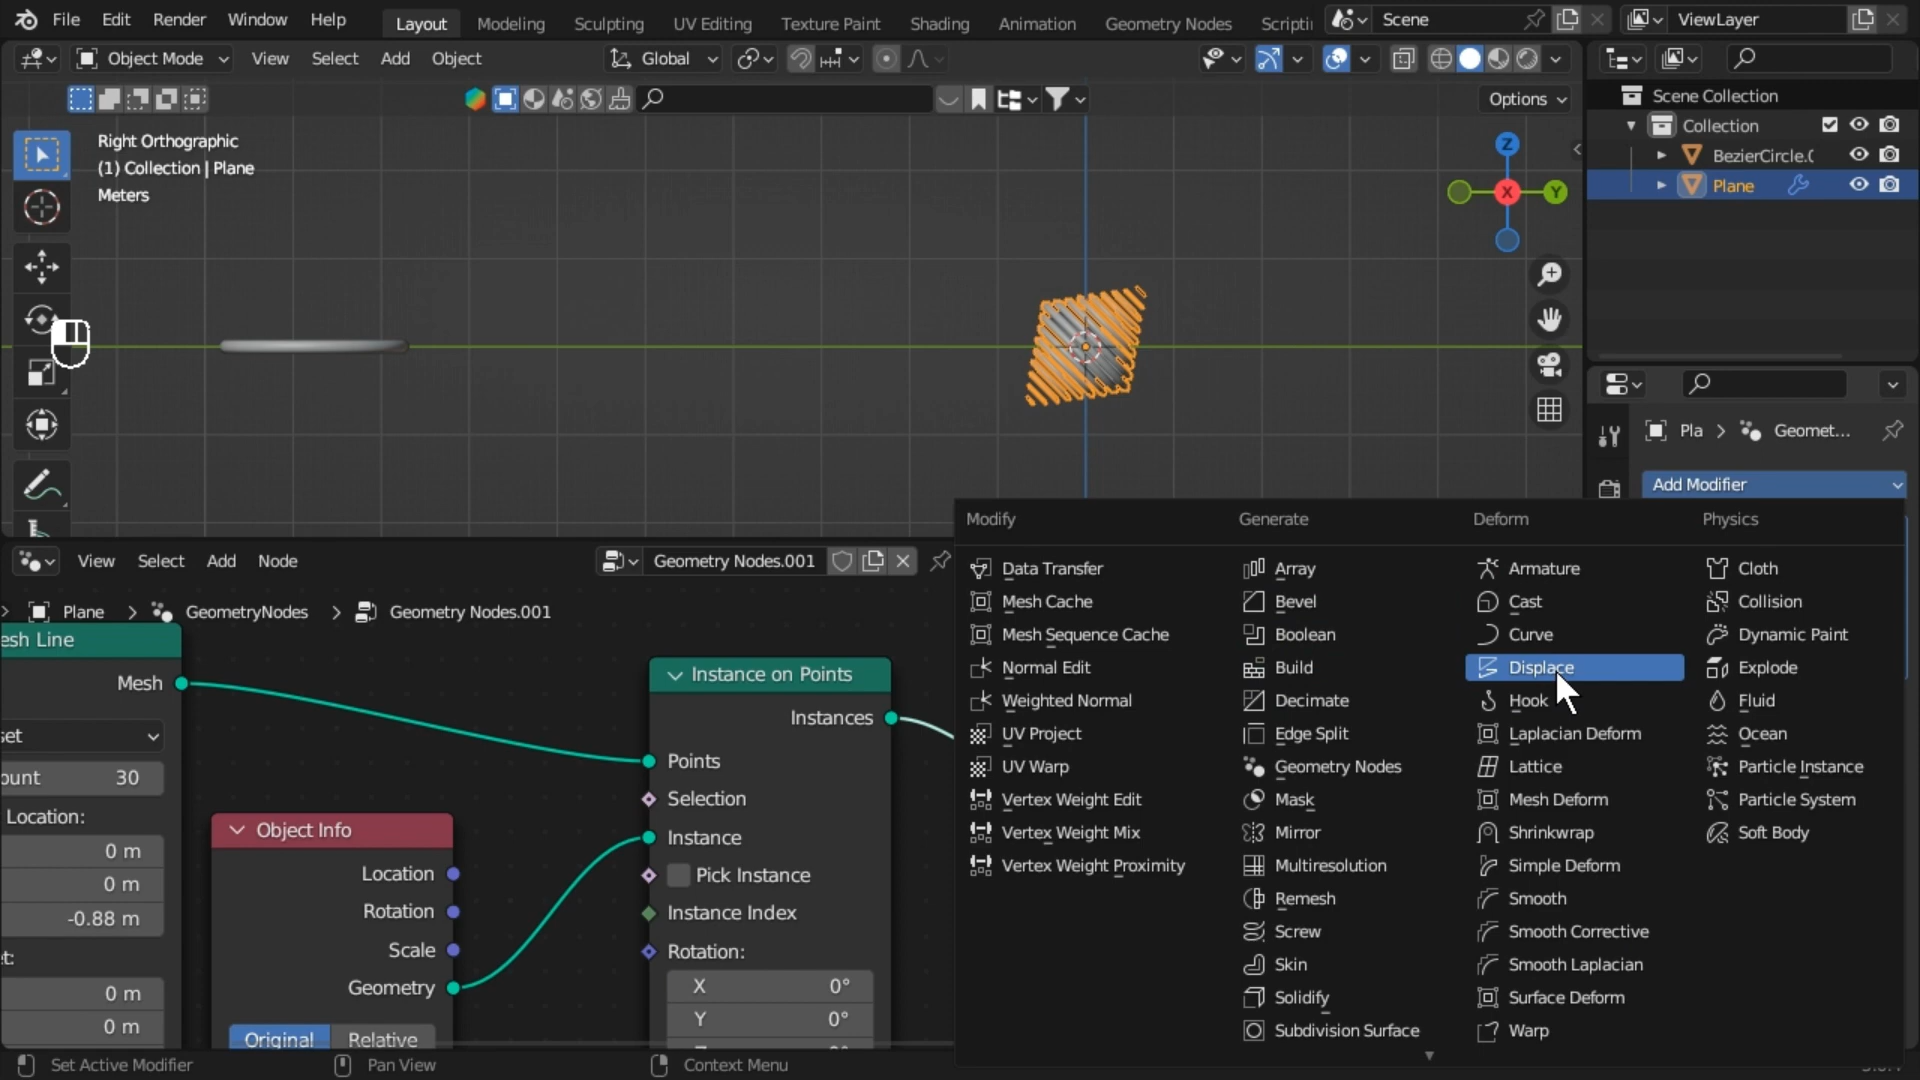 File Edit Render Window Help Layout Modeling Sculpting UV Editing Texture Paint Shading Animation Geometry Nodes Scripti Scene ViewLayer
Object Mode View Select Add Object Global
Options
Right Orthographic
(1) Collection | Plane
Meters
Z
X
Y
Scene Collection
Collection
BezierCircle.0
Plane
Pla > Geomet...
Add Modifier
View Select Add Node Geometry Nodes.001
Plane > GeometryNodes > Geometry Nodes.001
esh Line
Mesh
set
ount 30
Location:
0 m
0 m
-0.88 m
t:
0 m
0 m
Object Info
Location
Rotation
Scale
Geometry
Original Relative
Instance on Points
Instances
Points
Selection
Instance
Pick Instance
Instance Index
Rotation:
X 0°
Y 0°
Modify
Data Transfer
Mesh Cache
Mesh Sequence Cache
Normal Edit
Weighted Normal
UV Project
UV Warp
Vertex Weight Edit
Vertex Weight Mix
Vertex Weight Proximity
Generate
Array
Bevel
Boolean
Build
Decimate
Edge Split
Geometry Nodes
Mask
Mirror
Multiresolution
Remesh
Screw
Skin
Solidify
Subdivision Surface
Deform
Armature
Cast
Curve
Displace
Hook
Laplacian Deform
Lattice
Mesh Deform
Shrinkwrap
Simple Deform
Smooth
Smooth Corrective
Smooth Laplacian
Surface Deform
Warp
Physics
Cloth
Collision
Dynamic Paint
Explode
Fluid
Ocean
Particle Instance
Particle System
Soft Body
Set Active Modifier Pan View Context Menu